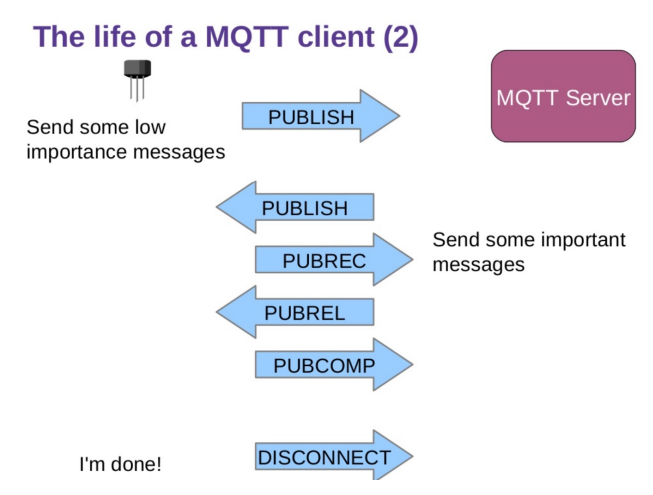 The life of a MQTT client (2)
MQTT Server
Send some low
importance messages
PUBLISH
PUBLISH
Send some important
messages
PUBREC
PUBREL
PUBCOMP
I'm done!
DISCONNECT